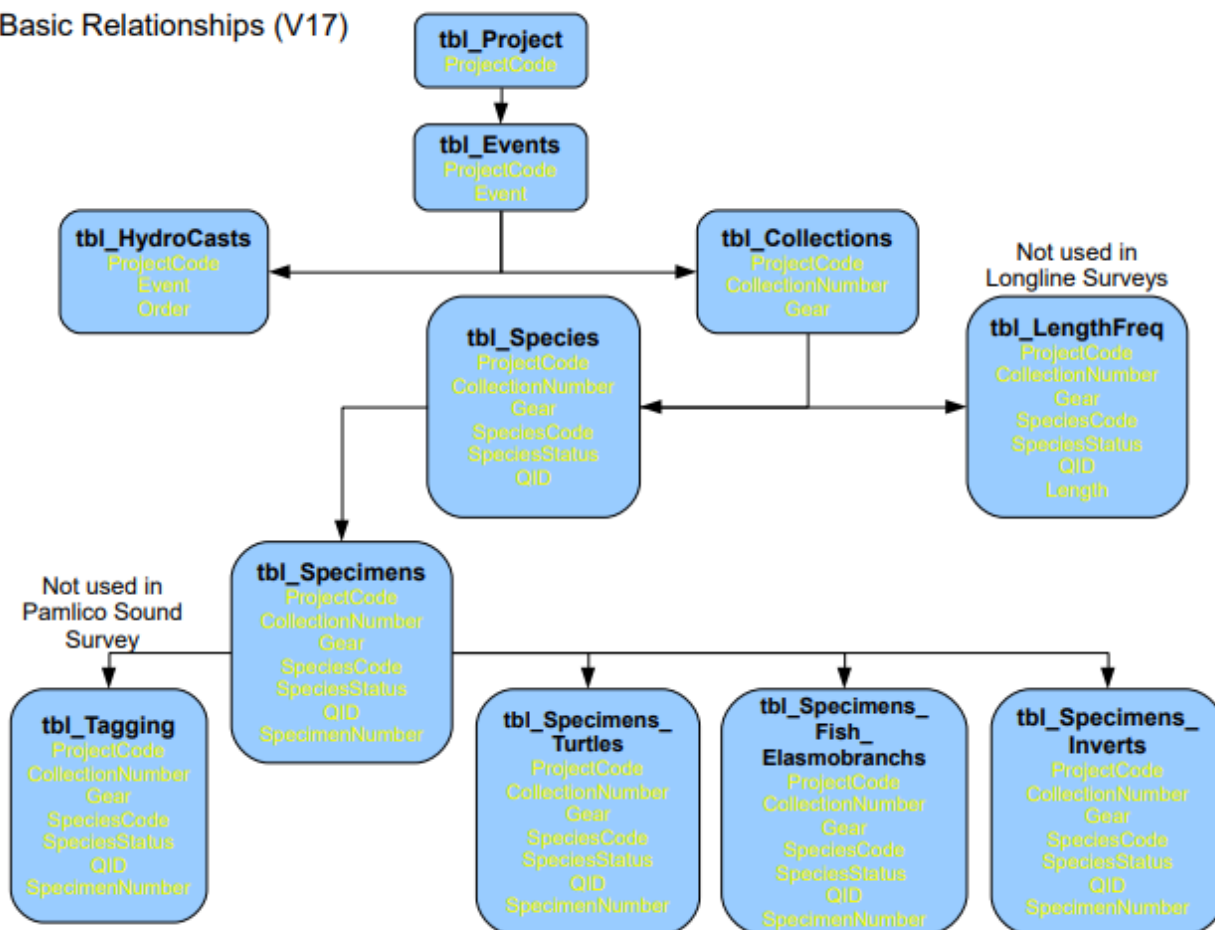 Basic Relationships (V17)
tbl_Project
ProjectCode
tbl_Events
ProjectCode
Event
tbl_HydroCasts
ProjectCode
Event
Order
tbl_Collections
ProjectCode
CollectionNumber
Gear
Not used in
Longline Surveys
tbl_Species
ProjectCode
CollectionNumber
Gear
SpeciesCode
SpeciesStatus
QID
tbl_LengthFreq
ProjectCode
CollectionNumber
Gear
SpeciesCode
SpeciesStatus
QID
Length
tbl_Specimens
ProjectCode
CollectionNumber
Gear
SpeciesCode
SpeciesStatus
QID
SpecimenNumber
Not used in
Pamlico Sound
Survey
tbl_Tagging
ProjectCode
CollectionNumber
Gear
SpeciesCode
SpeciesStatus
QID
SpecimenNumber
tbl_Specimens_
Turtles
ProjectCode
CollectionNumber
Gear
SpeciesCode
SpeciesStatus
QID
SpecimenNumber
tbl_Specimens_
Fish_
Elasmobranchs
ProjectCode
CollectionNumber
Gear
SpeciesCode
SpeciesStatus
QID
SpecimenNumber
tbl_Specimens_
Inverts
ProjectCode
CollectionNumber
Gear
SpeciesCode
SpeciesStatus
QID
SpecimenNumber